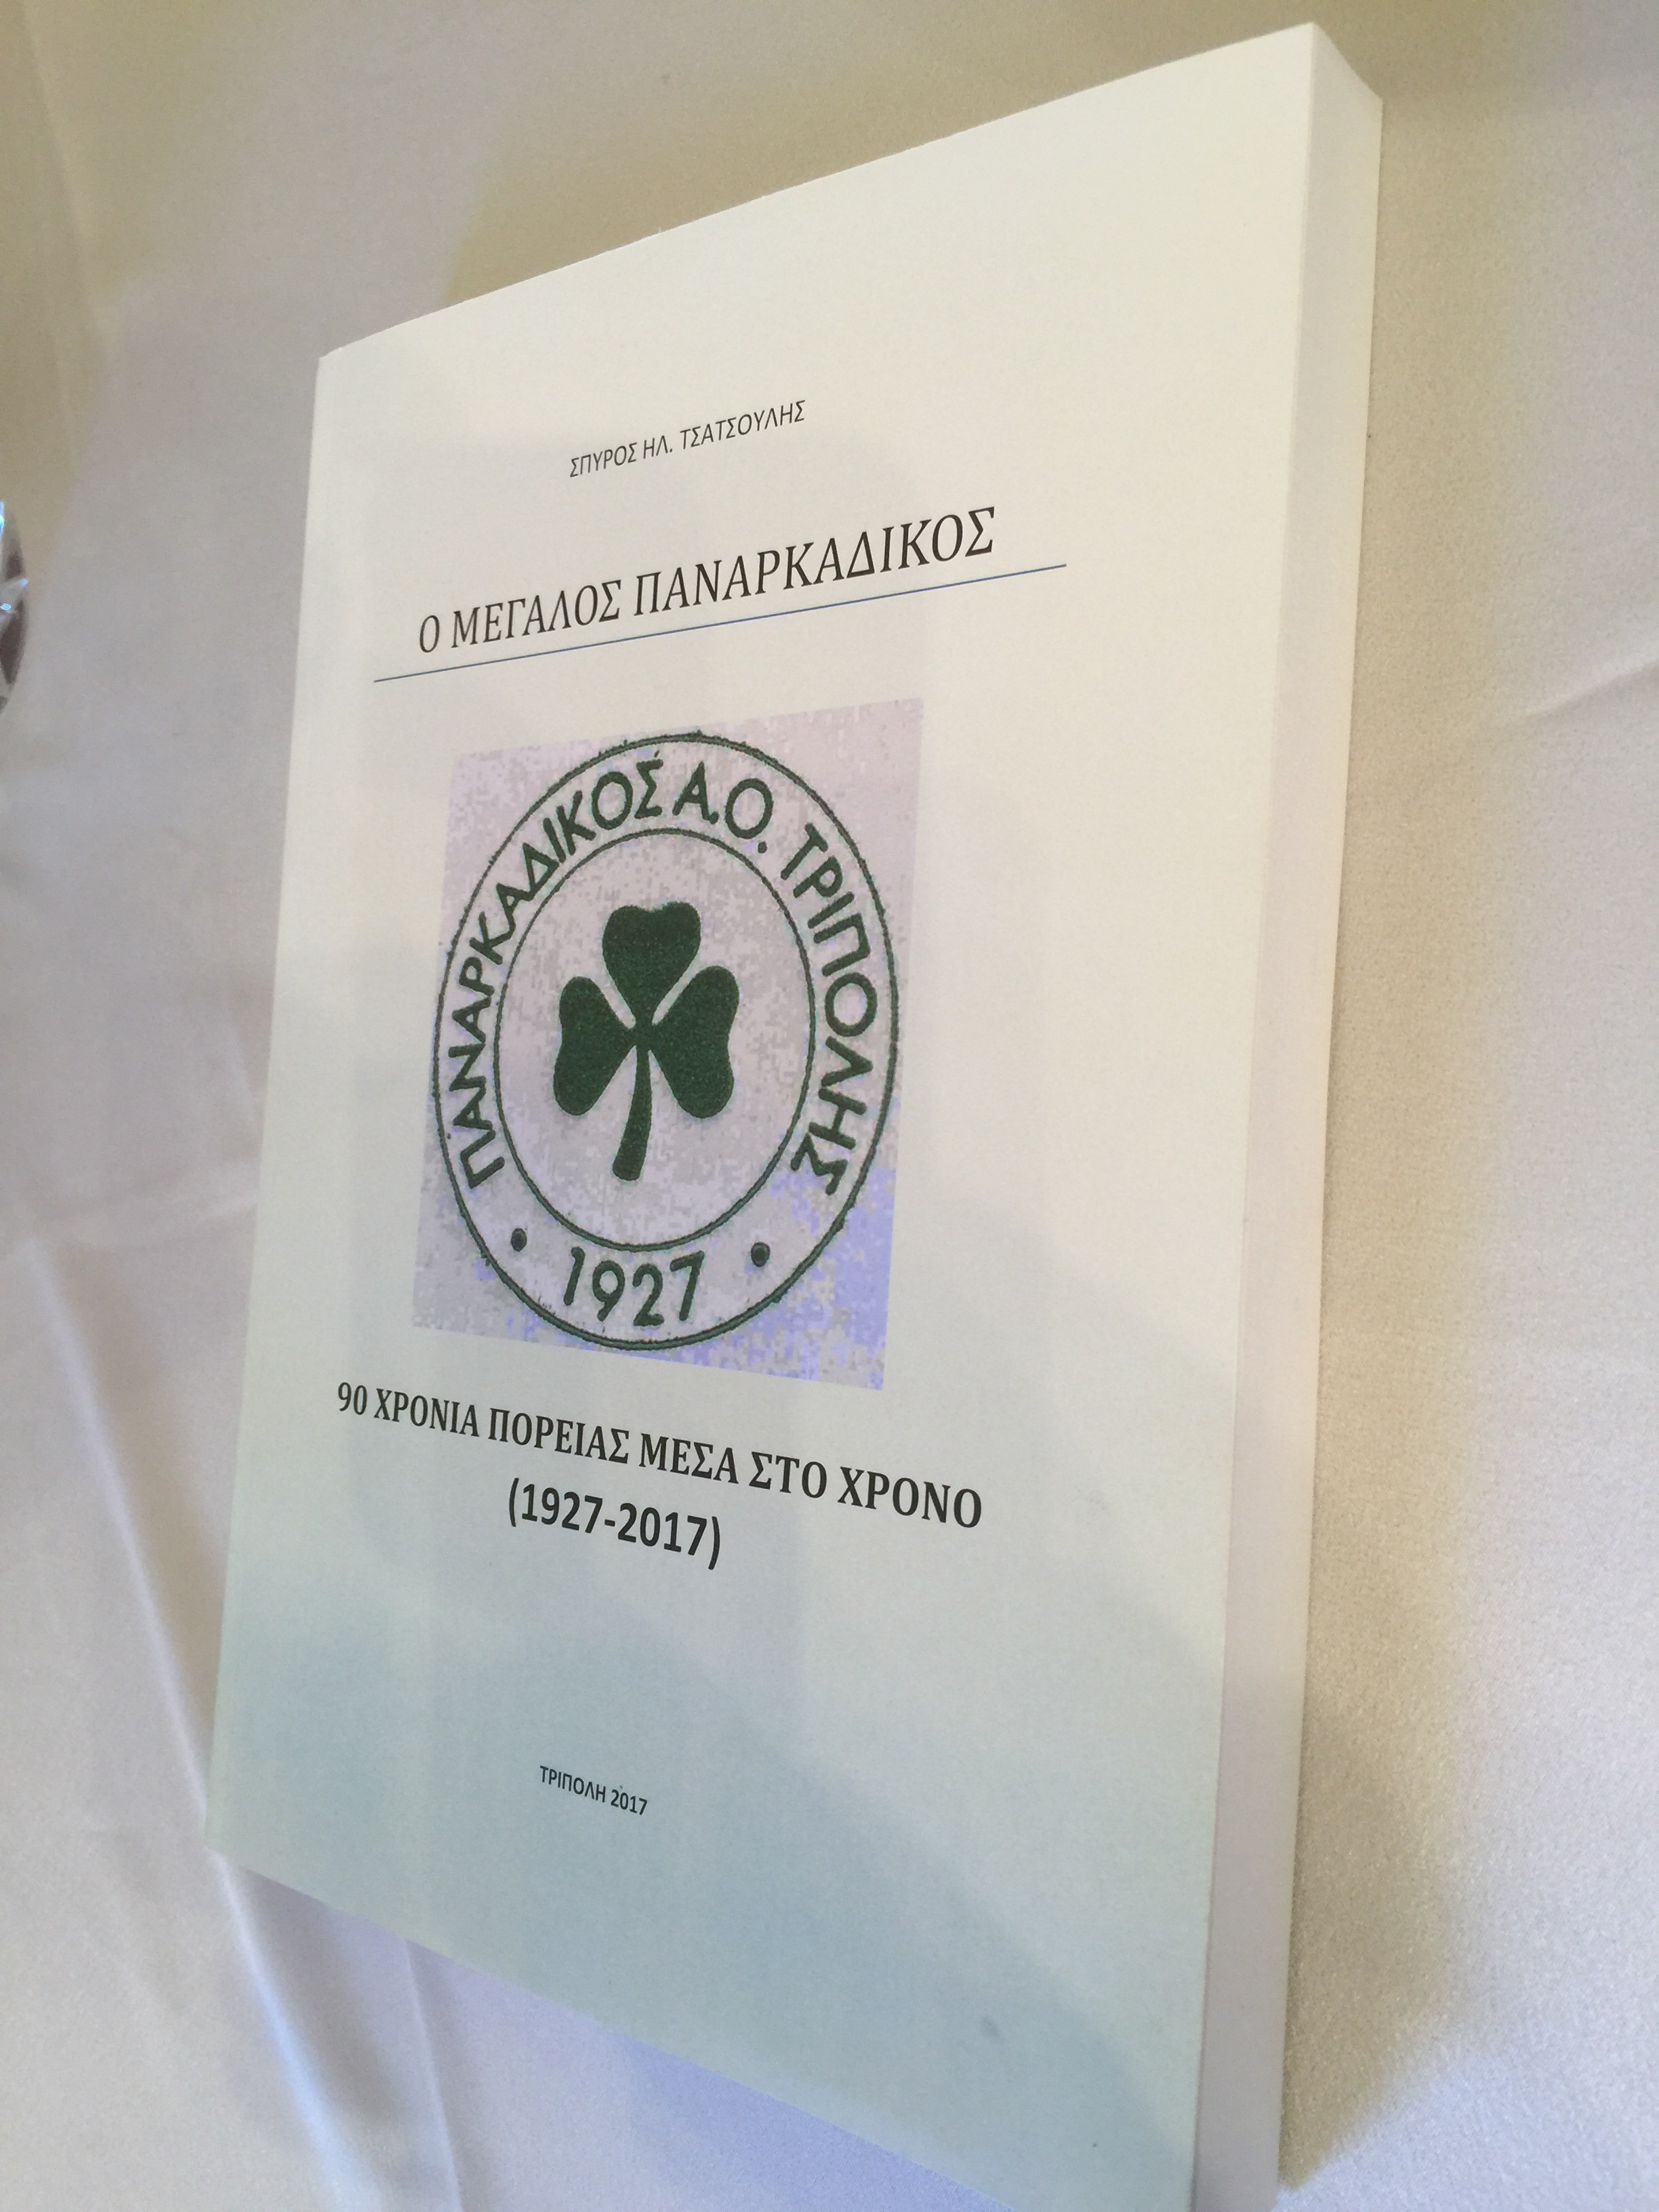 ΣΠΥΡΟΣ ΗΛ. ΤΣΑΤΣΟΥΛΗΣ
Ο ΜΕΓΑΛΟΣ ΠΑΝΑΡΚΑΔΙΚΟΣ
ΠΑΝΑΡΚΑΔΙΚΟΣ Α.Ο. ΤΡΙΠΟΛΗΣ
• 1927 •
90 ΧΡΟΝΙΑ ΠΟΡΕΙΑΣ ΜΕΣΑ ΣΤΟ ΧΡΟΝΟ
(1927-2017)
ΤΡΙΠΟΛΗ 2017